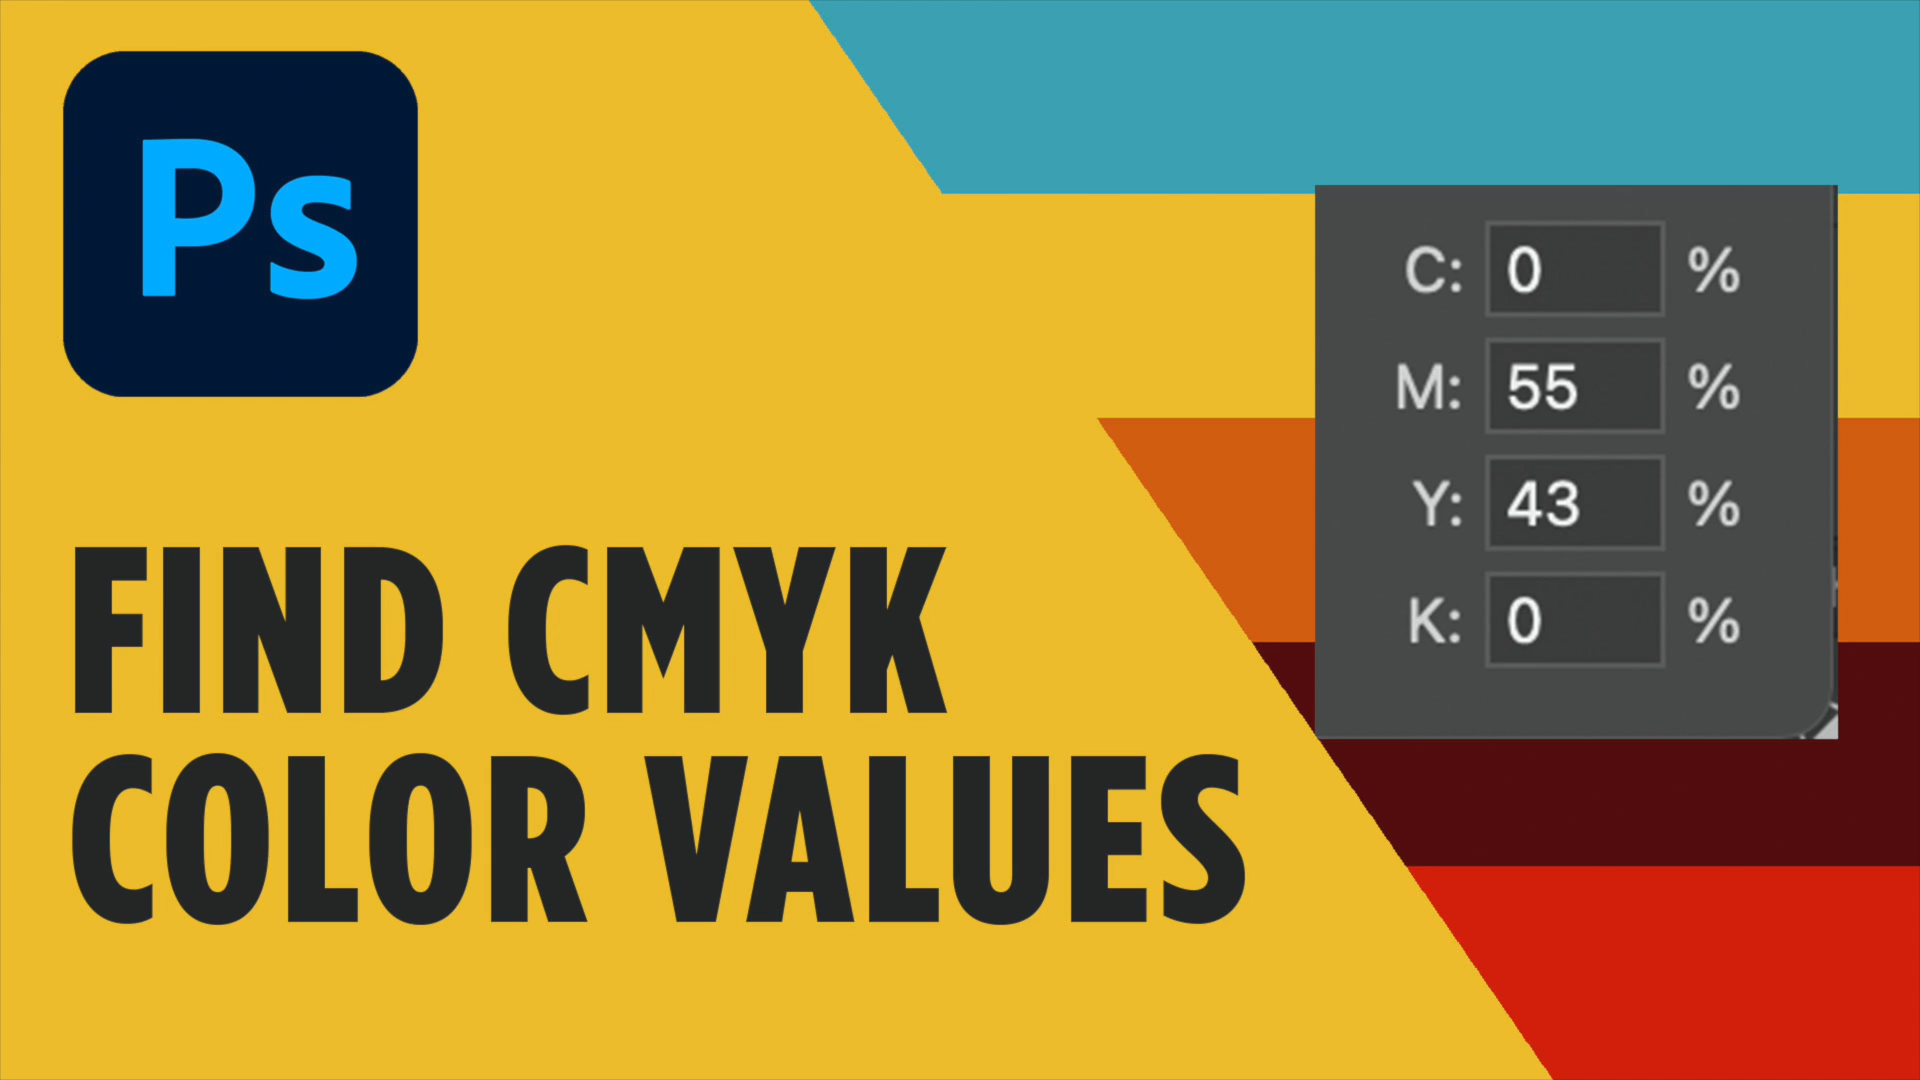 Ps
C: 0 %
M: 55 %
Y: 43 %
K: 0 %
FIND CMYK
COLOR VALUES